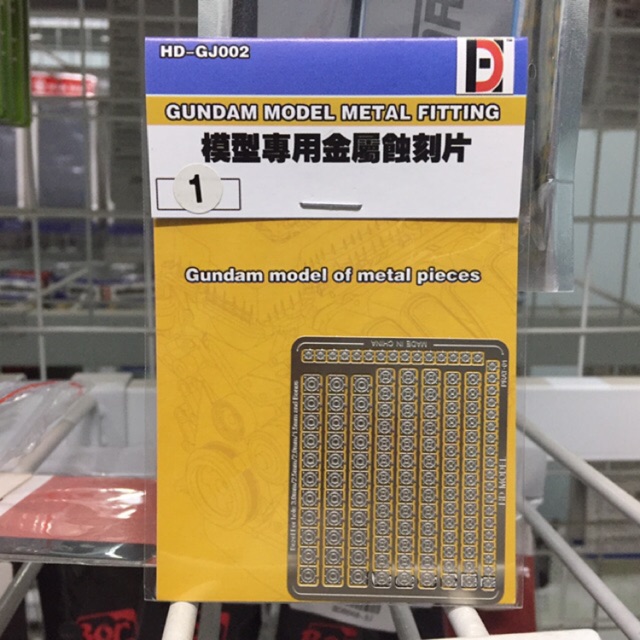 HD-GJ002
GUNDAM MODEL METAL FITTING
模型專用金屬蝕刻片
1
Gundam model of metal pieces
MADE IN CHINA